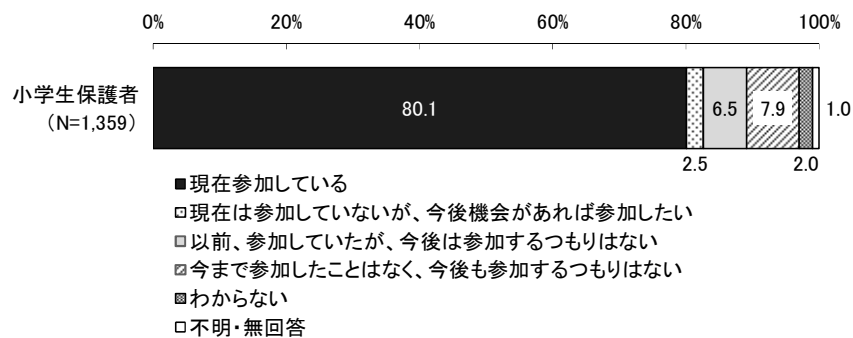 0% 20% 40% 60% 80% 100%
小学生保護者
（N=1,359）
80.1 6.5 7.9 1.0
2.5 2.0
現在参加している
現在は参加していないが、今後機会があれば参加したい
以前、参加していたが、今後は参加するつもりはない
今まで参加したことはなく、今後も参加するつもりはない
わからない
不明・無回答